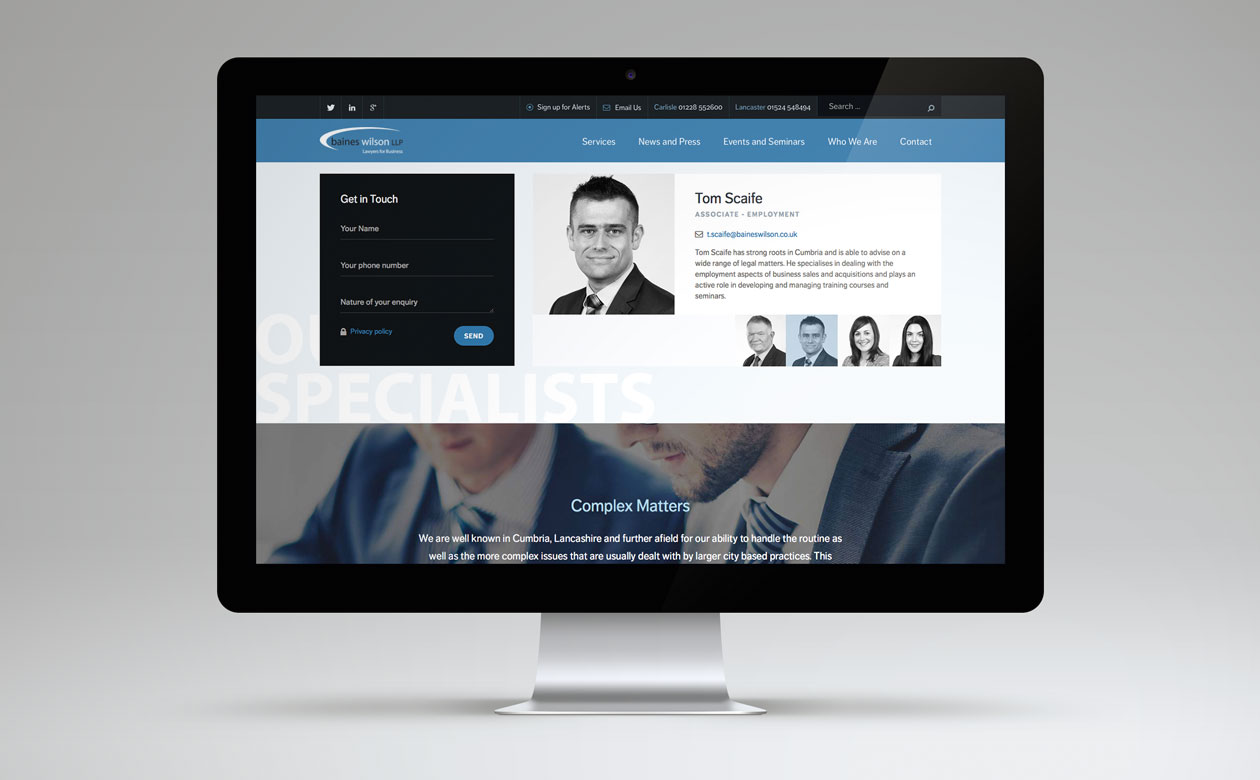 Sign up for Alerts
Email Us
Carlisle 01228 552600
Lancaster 01524 548494
Search ...
baines wilson LLP
Lawyers for Business
Services
News and Press
Events and Seminars
Who We Are
Contact
Get in Touch
Your Name
Your phone number
Nature of your enquiry
Privacy policy
SEND
Tom Scaife
ASSOCIATE - EMPLOYMENT
t.scaife@baineswilson.co.uk
Tom Scaife has strong roots in Cumbria and is able to advise on a
wide range of legal matters. He specialises in dealing with the
employment aspects of business sales and acquisitions and plays an
active role in developing and managing training courses and
seminars.
SPECIALISTS
Complex Matters
We are well known in Cumbria, Lancashire and further afield for our ability to handle the routine as
well as the more complex issues that are usually dealt with by larger city based practices. This